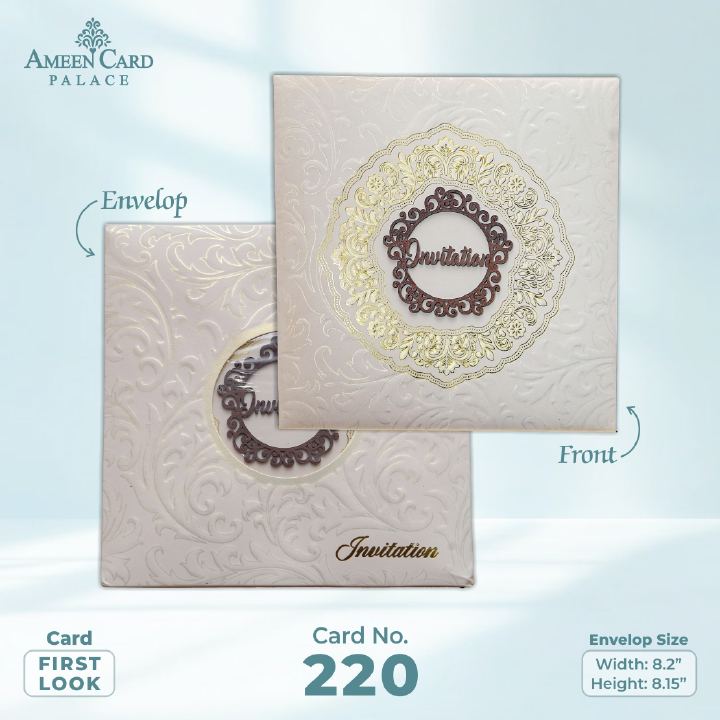 AMEEN CARD
PALACE
Envelop
Invitation
Invitation
Front
Card
FIRST
LOOK
Card No.
220
Envelop Size
Width: 8.2”
Height: 8.15”